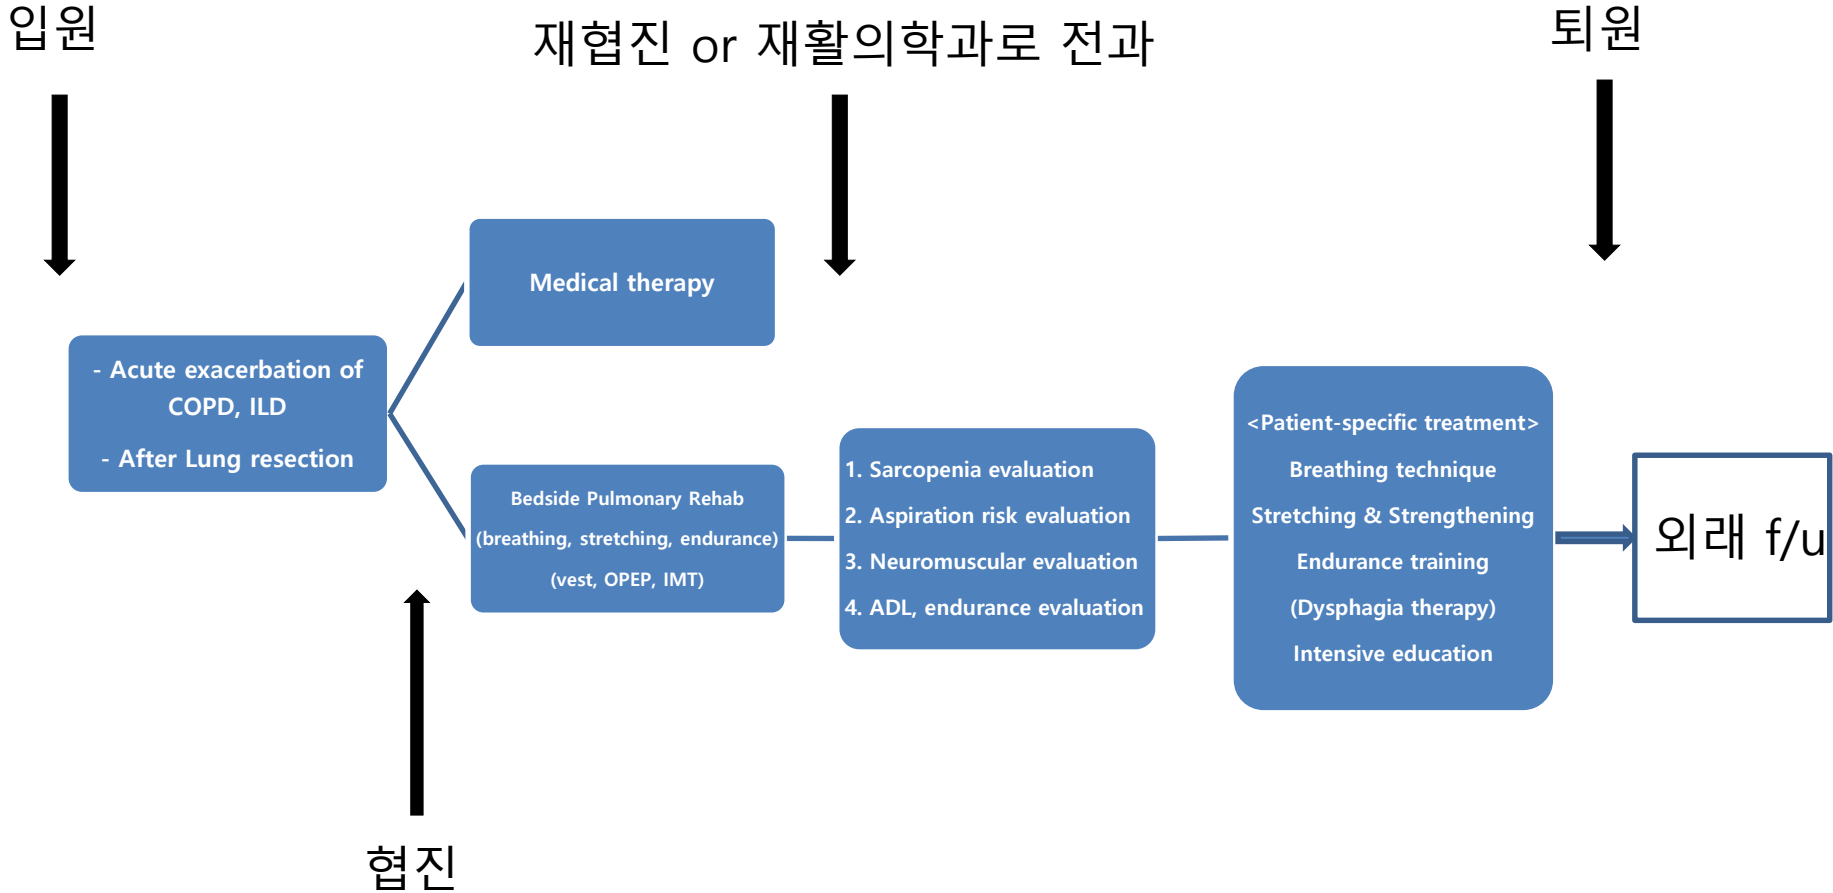 입원
재협진 or 재활의학과로 전과
퇴원
Medical therapy
- Acute exacerbation of
COPD, ILD
- After Lung resection
Bedside Pulmonary Rehab
(breathing, stretching, endurance)
(vest, OPEP, IMT)
협진
1. Sarcopenia evaluation
2. Aspiration risk evaluation
3. Neuromuscular evaluation
4. ADL, endurance evaluation
<Patient-specific treatment>
Breathing technique
Stretching & Strengthening
Endurance training
(Dysphagia therapy)
Intensive education
외래 f/u